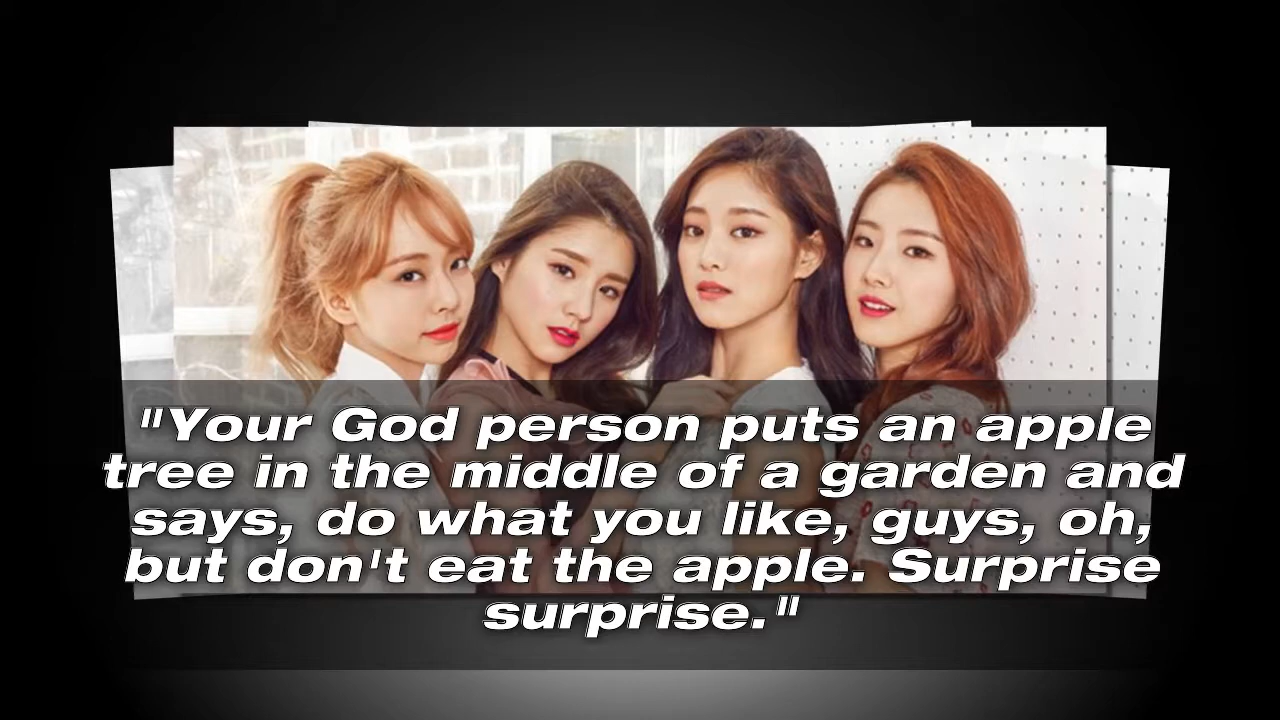 "Your God person puts an apple
tree in the middle of a garden and
says, do what you like, guys, oh,
but don't eat the apple. Surprise
surprise."